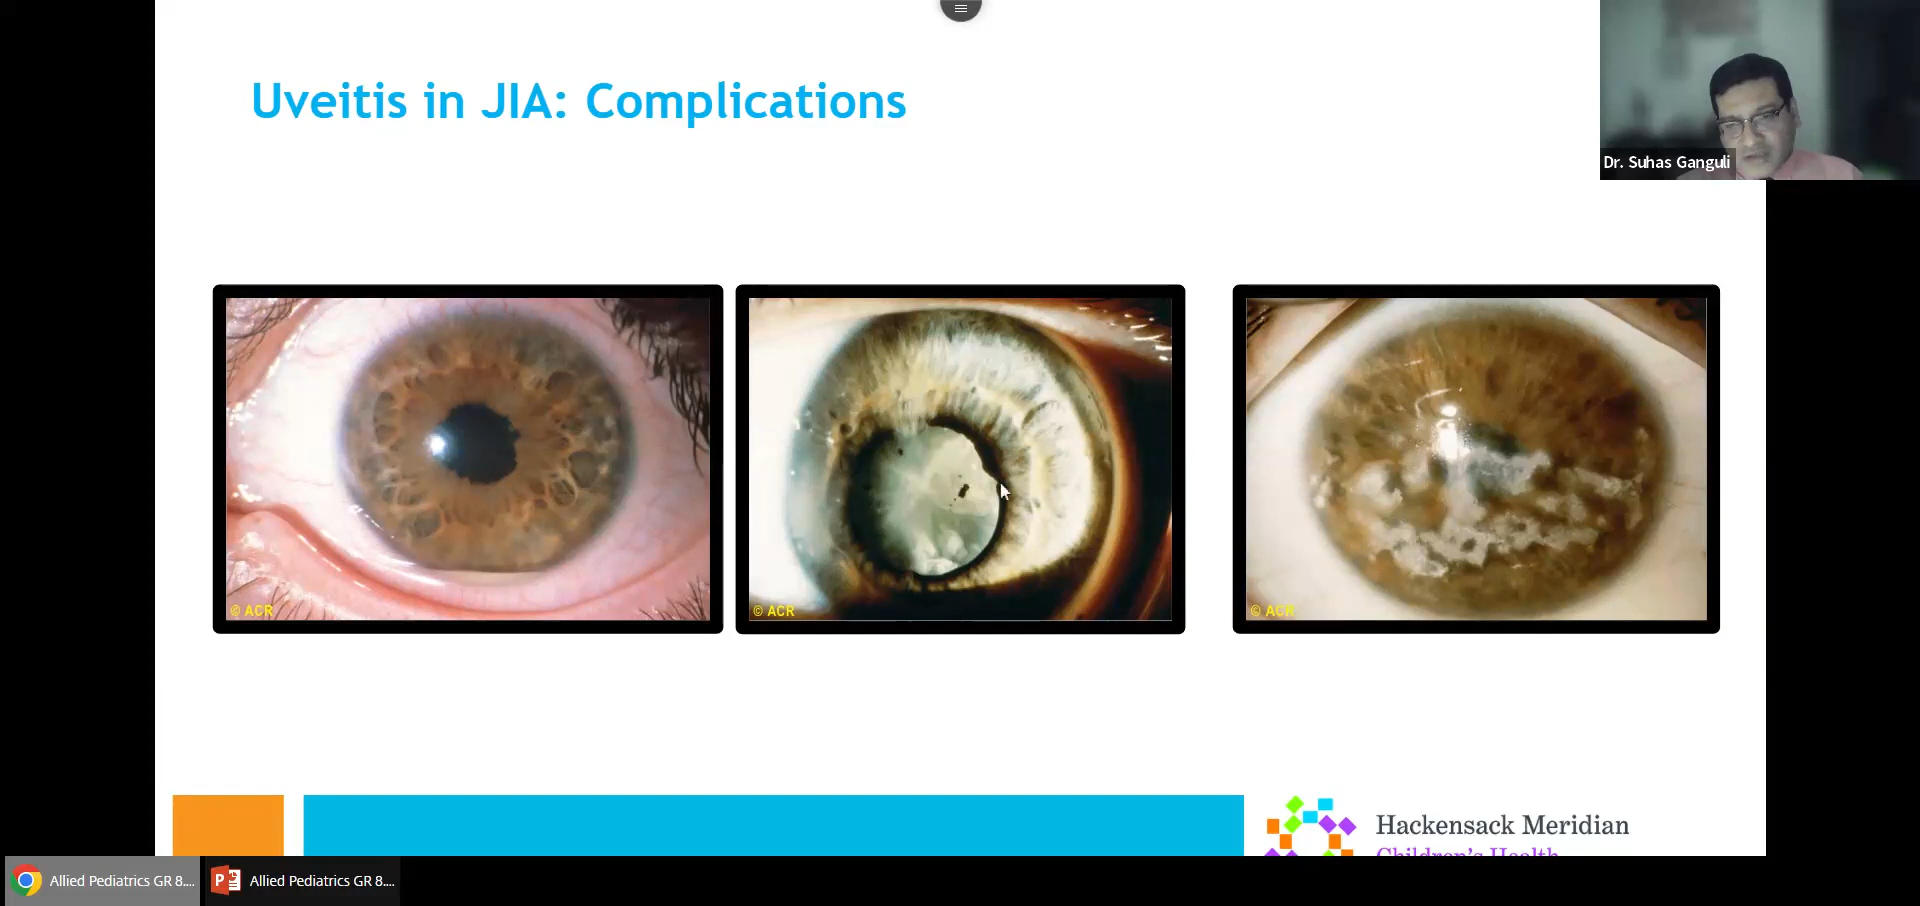 Uveitis in JIA: Complications
Dr. Suhas Ganguli
© ACR
© ACR
© ACR
Hackensack Meridian
Children's Health
Allied Pediatrics GR 8....
Allied Pediatrics GR 8....